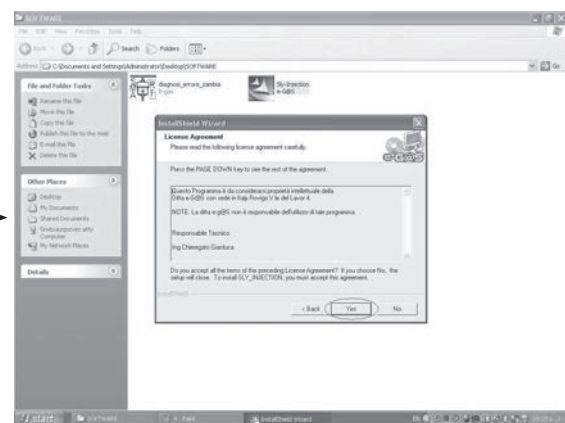 SOFTWARE
File Edit View Favorites Tools Help
Back Search Folders
Address C:\Documents and Settings\Administrator\Desktop\SOFTWARE Go
File and Folder Tasks
Rename this file
Move this file
Copy this file
Publish this file to the Web
E-mail this file
Delete this file
Other Places
Desktop
My Documents
Shared Documents
My Network Places
Details
e-g@s
Sly-Injection
e-G@S
InstallShield Wizard
License Agreement
Please read the following license agreement carefully.
e-G@S
Press the PAGE DOWN key to see the rest of the agreement.
Questo Programma è da considerarsi proprietà intellettuale della
Ditta e-G@S con sede in Italy Rovigo V.le del Lavor 4.
NOTE: La ditta e-g@S non è responsabile dell'utilizzo di tale programma.
Responsabile Tecnico
Ing Chieregato Gianluca
Do you accept all the terms of the preceding License Agreement? If you choose No, the
setup will close. To install SLY_INJECTION, you must accept this agreement.
InstallShield
< Back Yes No
start SOFTWARE InstallShield Wizard EN